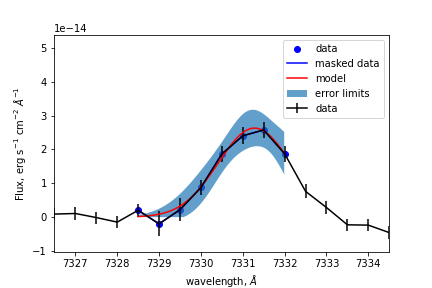 1e−14
5
4
3
2
1
0
−1
Flux, erg s⁻¹ cm⁻² Å⁻¹
data
masked data
model
error limits
data
7327 7328 7329 7330 7331 7332 7333 7334
wavelength, Å